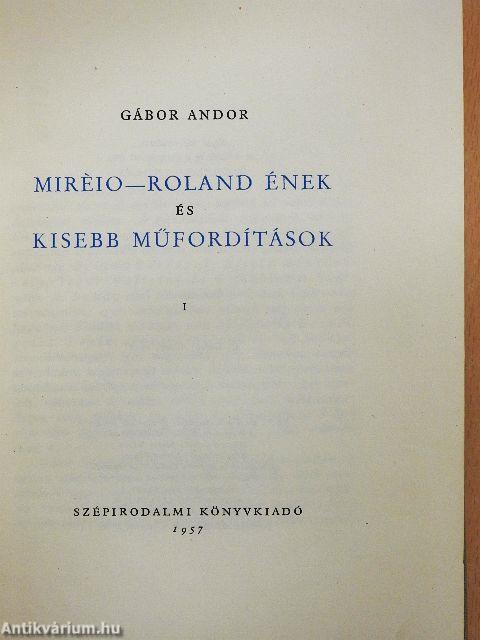 GÁBOR ANDOR
MIRÈIO—ROLAND ÉNEK
ÉS
KISEBB MŰFORDÍTÁSOK
I
SZÉPIRODALMI KÖNYVKIADÓ
1957
Antikvárium.hu